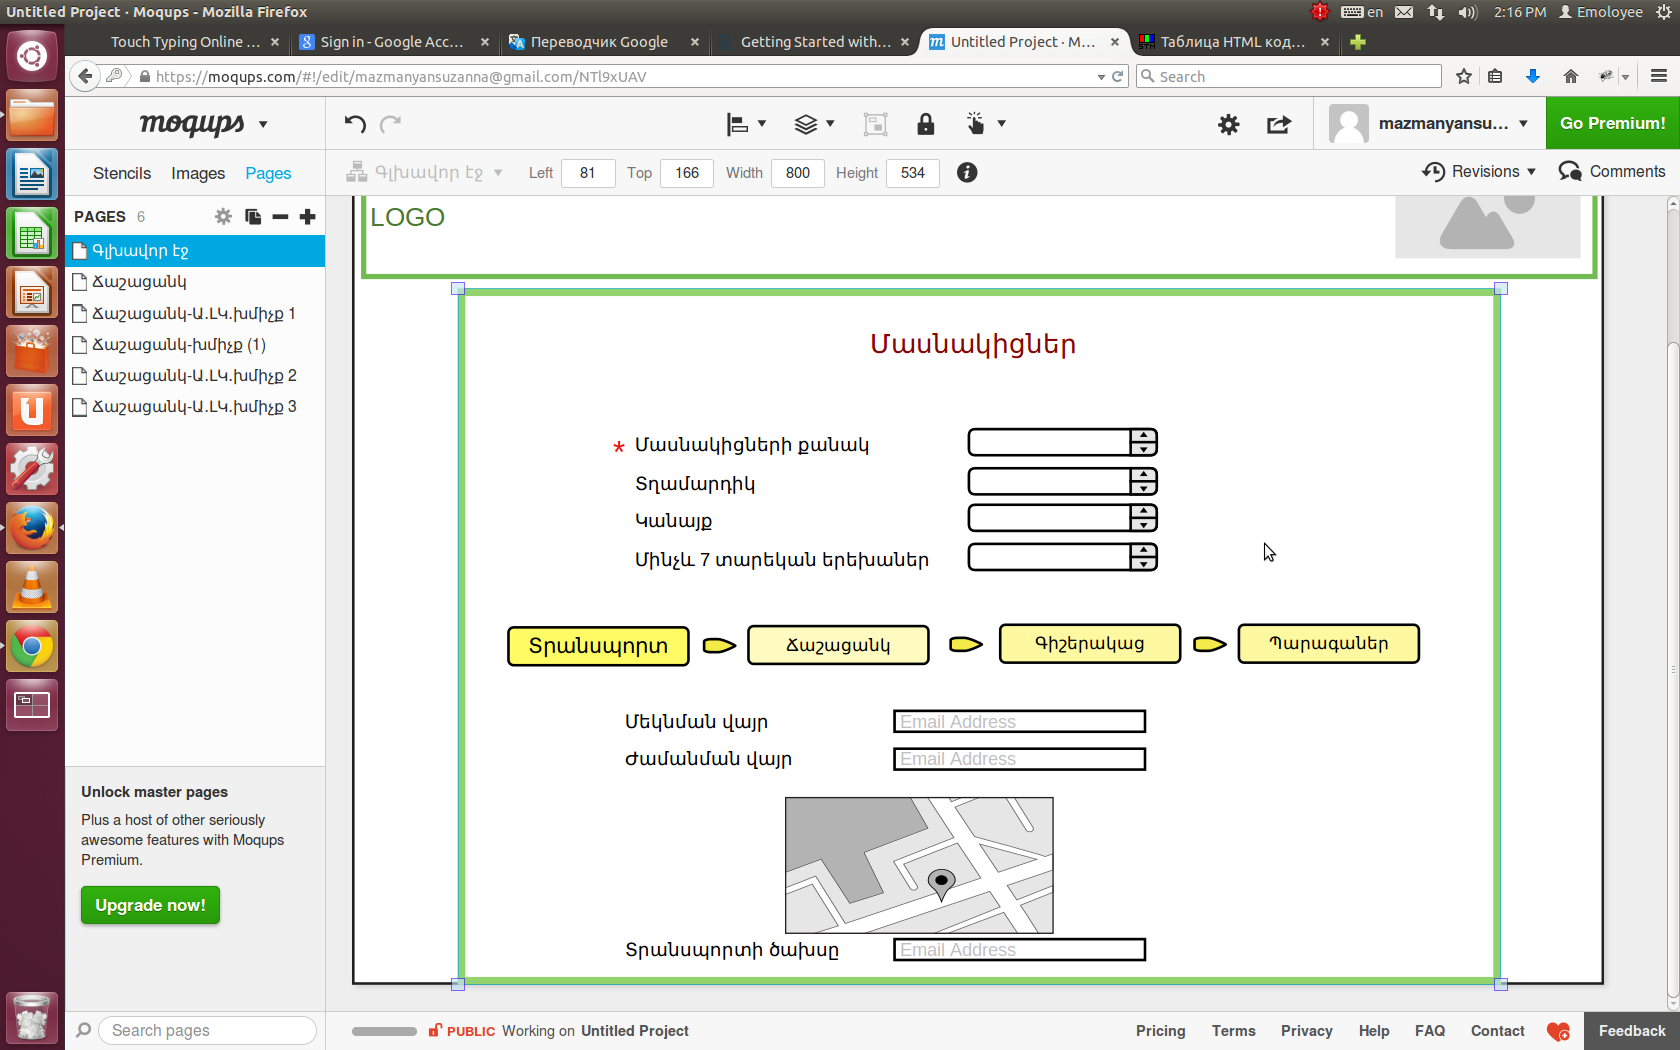 Untitled Project · Moqups - Mozilla Firefox
en 2:16 PM Emoloyee
Touch Typing Online ... Sign in - Google Acc... Переводчик Google Getting Started with... Untitled Project · M... Таблица HTML код...
https://moqups.com/#!/edit/mazmanyansuzanna@gmail.com/NTl9xUAV Search
moqups mazmanyansu... Go Premium!
Stencils Images Pages Գլխավոր էջ Left 81 Top 166 Width 800 Height 534 Revisions Comments
PAGES 6
Գլխավոր էջ
Ճաշացանկ
Ճաշացանկ-Ա.ԼԿ.խմիչք 1
Ճաշացանկ-խմիչք (1)
Ճաշացանկ-Ա.ԼԿ.խմիչք 2
Ճաշացանկ-Ա.ԼԿ.խմիչք 3
LOGO
Մասնակիցներ
* Մասնակիցների քանակ
Տղամարդիկ
Կանայք
Մինչև 7 տարեկան երեխաներ
Տրանսպորտ Ճաշացանկ Գիշերակաց Պարագաներ
Մեկնման վայր Email Address
Ժամանման վայր Email Address
Տրանսպորտի ծախսը Email Address
Unlock master pages
Plus a host of other seriously
awesome features with Moqups
Premium.
Upgrade now!
Search pages PUBLIC Working on Untitled Project Pricing Terms Privacy Help FAQ Contact Feedback